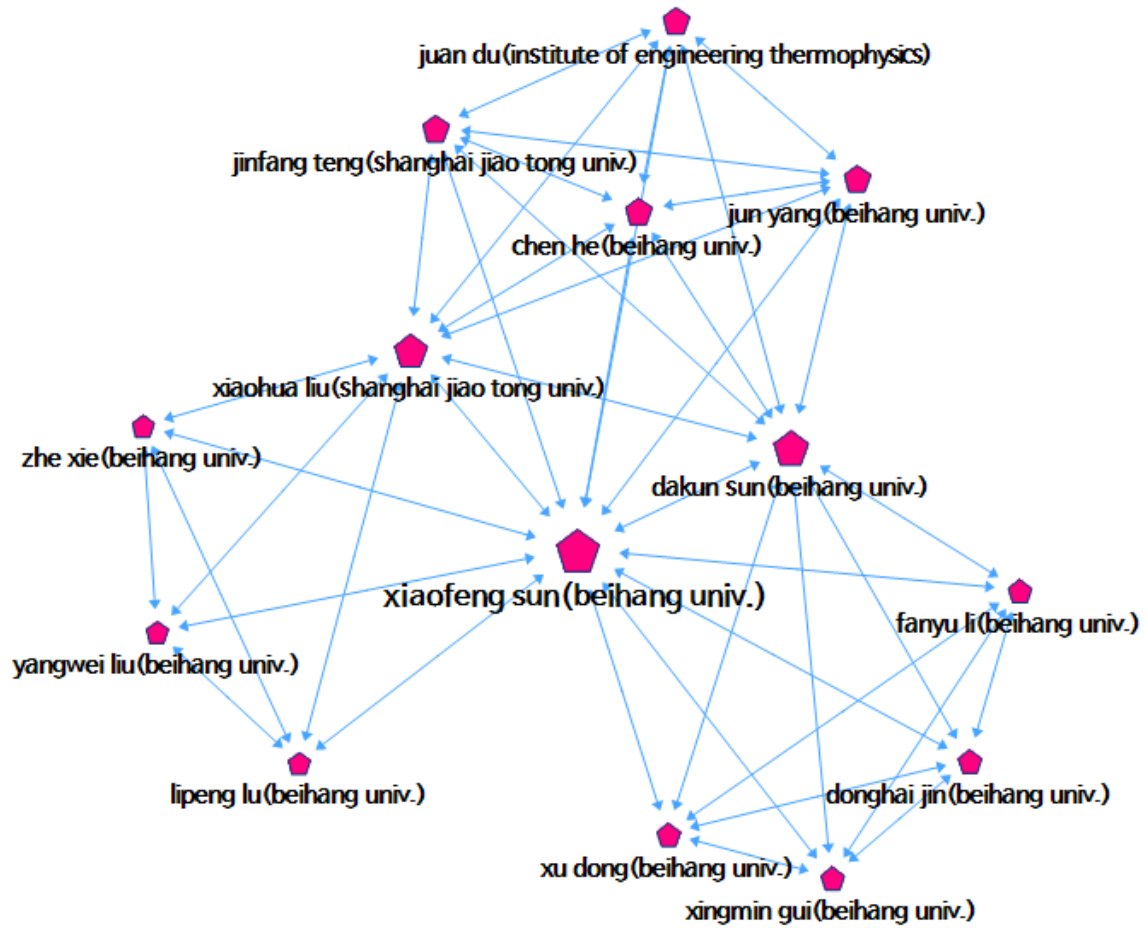 juan du(institute of engineering thermophysics)
jinfang teng(shanghai jiao tong univ.)
jun yang(beihang univ.)
chen he(beihang univ.)
xiaohua liu(shanghai jiao tong univ.)
zhe xie(beihang univ.)
dakun sun(beihang univ.)
xiaofeng sun(beihang univ.)
fanyu li(beihang univ.)
yangwei liu(beihang univ.)
lipeng lu(beihang univ.)
donghai jin(beihang univ.)
xu dong(beihang univ.)
xingmin gui(beihang univ.)